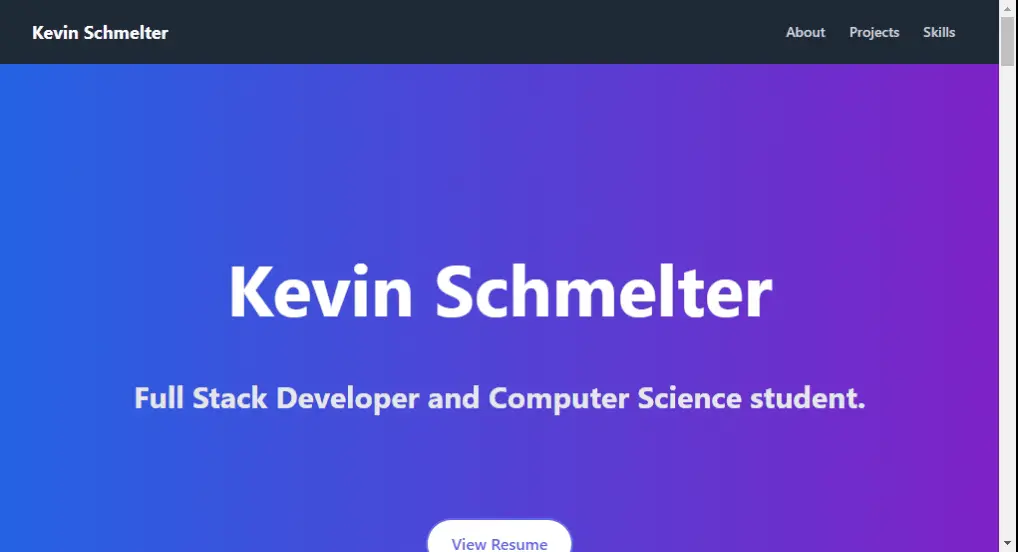 Kevin Schmelter
About Projects Skills
Kevin Schmelter
Full Stack Developer and Computer Science student.
View Resume